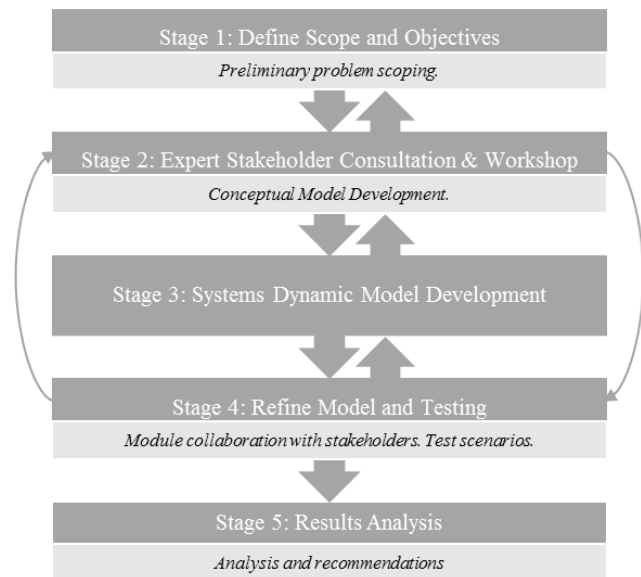 Stage 1: Define Scope and Objectives
Preliminary problem scoping.
Stage 2: Expert Stakeholder Consultation & Workshop
Conceptual Model Development.
Stage 3: Systems Dynamic Model Development
Stage 4: Refine Model and Testing
Module collaboration with stakeholders. Test scenarios.
Stage 5: Results Analysis
Analysis and recommendations